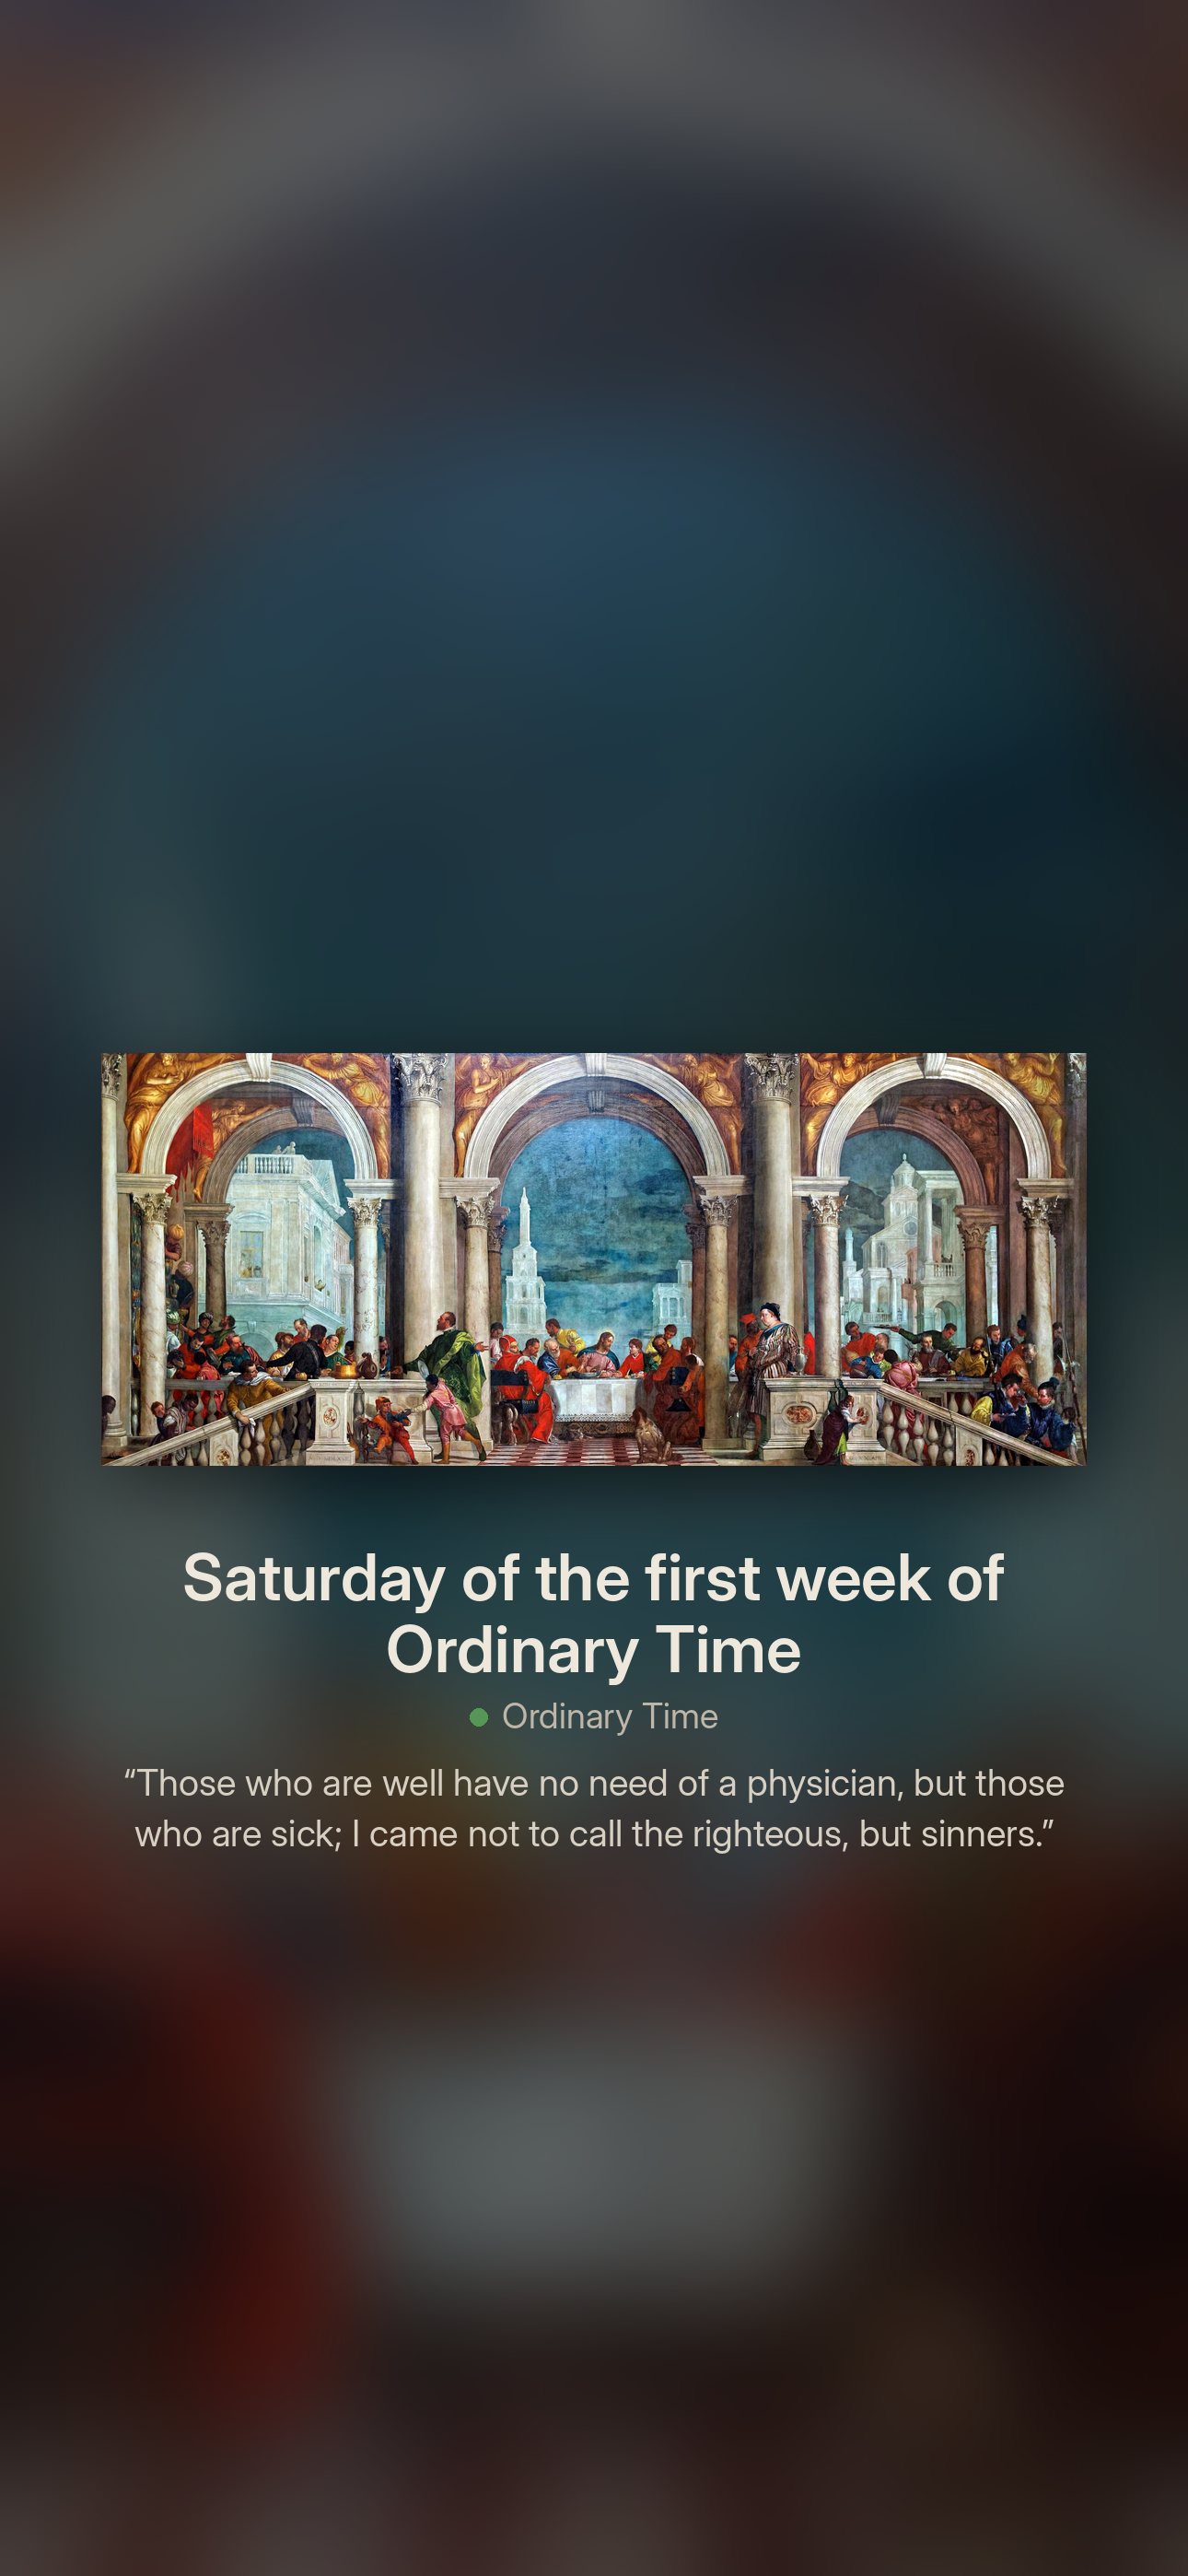 Saturday of the first week of
Ordinary Time
Ordinary Time
“Those who are well have no need of a physician, but those
who are sick; I came not to call the righteous, but sinners.”